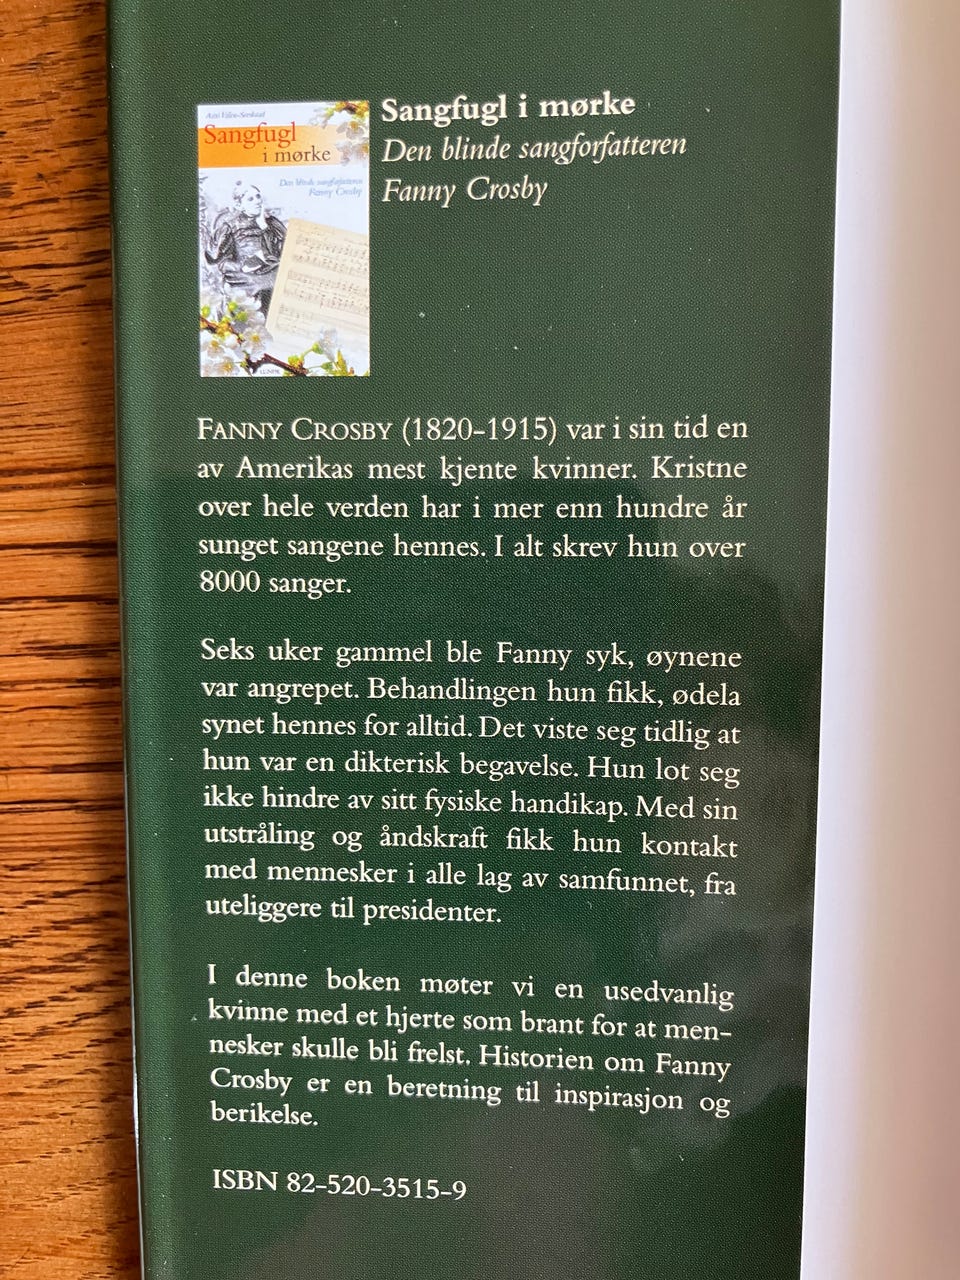 Sangfugl
i mørke
Den blinde sangforfatteren
Fanny Crosby
LUNDE
Sangfugl i mørke
Den blinde sangforfatteren
Fanny Crosby
FANNY CROSBY (1820–1915) var i sin tid en
av Amerikas mest kjente kvinner. Kristne
over hele verden har i mer enn hundre år
sunget sangene hennes. I alt skrev hun over
8000 sanger.
Seks uker gammel ble Fanny syk, øynene
var angrepet. Behandlingen hun fikk, ødela
synet hennes for alltid. Det viste seg tidlig at
hun var en dikterisk begavelse. Hun lot seg
ikke hindre av sitt fysiske handikap. Med sin
utstråling og åndskraft fikk hun kontakt
med mennesker i alle lag av samfunnet, fra
uteliggere til presidenter.
I denne boken møter vi en usedvanlig
kvinne med et hjerte som brant for at men-
nesker skulle bli frelst. Historien om Fanny
Crosby er en beretning til inspirasjon og
berikelse.
ISBN 82-520-3515-9